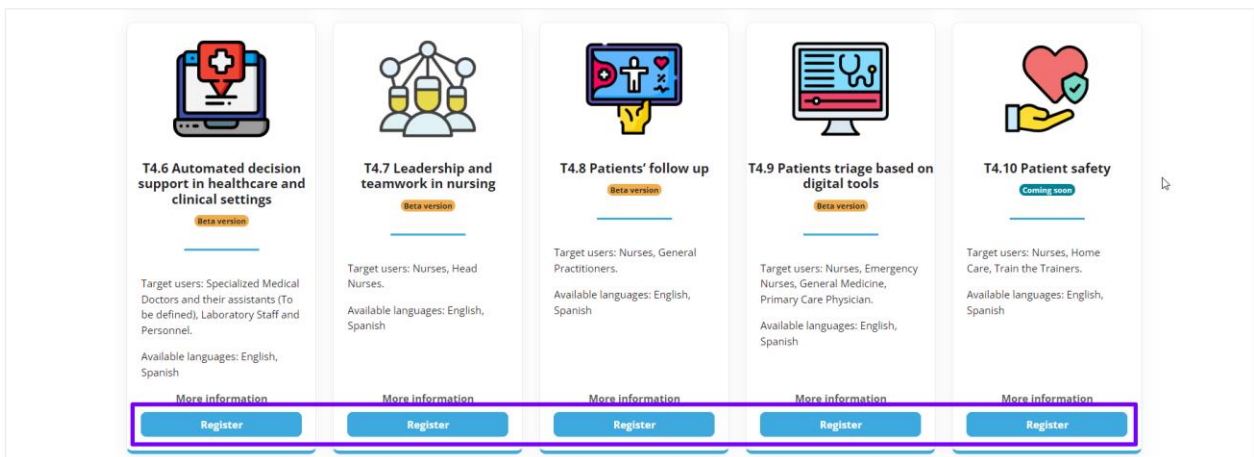 T4.6 Automated decision
support in healthcare and
clinical settings
Beta version
Target users: Specialized Medical
Doctors and their assistants (To
be defined), Laboratory Staff and
Personnel.
Available languages: English,
Spanish
More information
Register
T4.7 Leadership and
teamwork in nursing
Beta version
Target users: Nurses, Head
Nurses.
Available languages: English,
Spanish
More information
Register
T4.8 Patients’ follow up
Beta version
Target users: Nurses, General
Practitioners.
Available languages: English,
Spanish
More information
Register
T4.9 Patients triage based on
digital tools
Beta version
Target users: Nurses, Emergency
Nurses, General Medicine,
Primary Care Physician.
Available languages: English,
Spanish
More information
Register
T4.10 Patient safety
Coming soon
Target users: Nurses, Home
Care, Train the Trainers.
Available languages: English,
Spanish
More information
Register